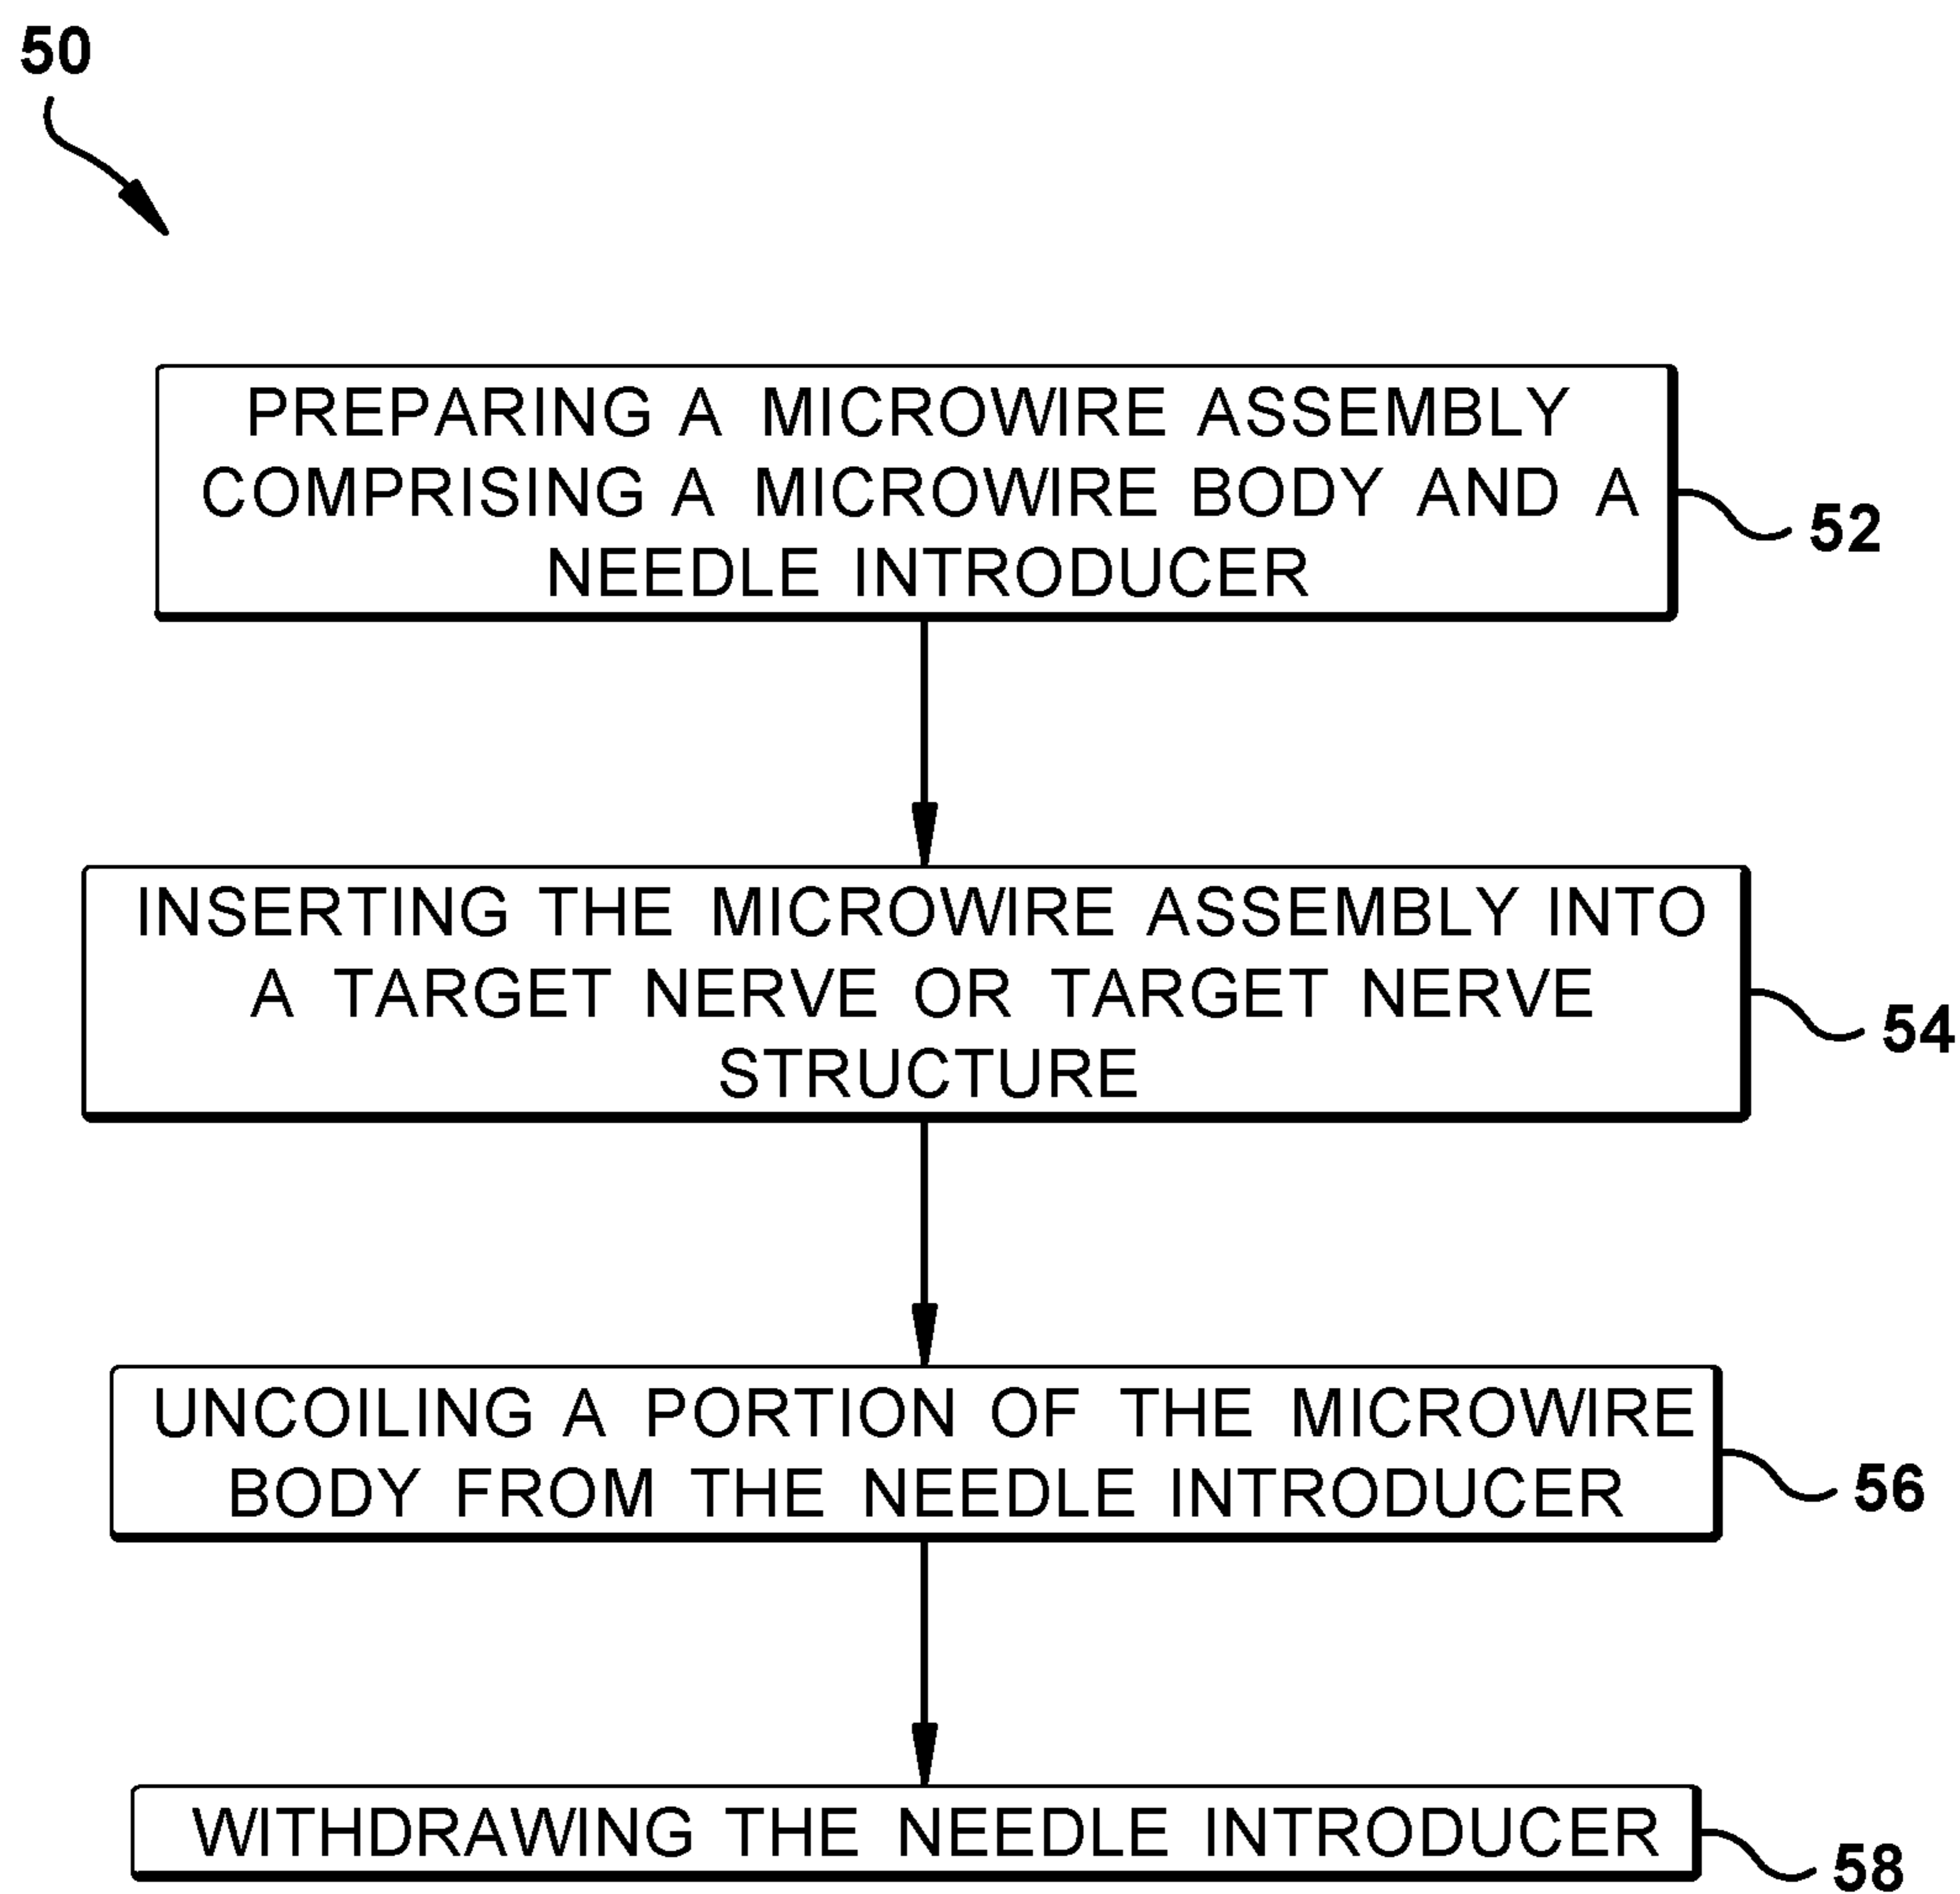 50
PREPARING A MICROWIRE ASSEMBLY
COMPRISING A MICROWIRE BODY AND A
NEEDLE INTRODUCER
52
INSERTING THE MICROWIRE ASSEMBLY INTO
A TARGET NERVE OR TARGET NERVE
STRUCTURE
54
UNCOILING A PORTION OF THE MICROWIRE
BODY FROM THE NEEDLE INTRODUCER
56
WITHDRAWING THE NEEDLE INTRODUCER
58